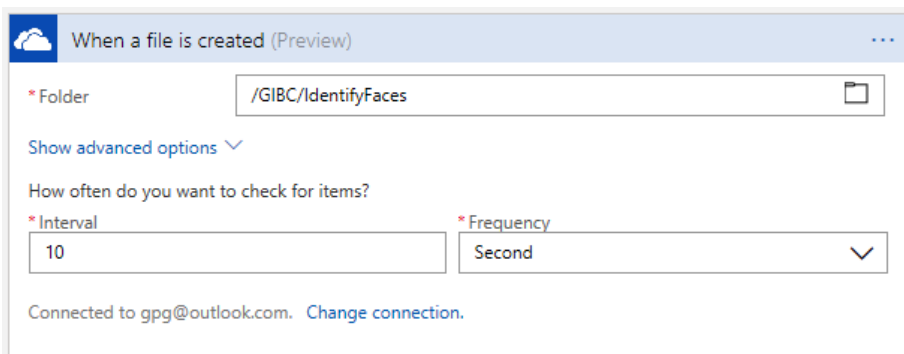 When a file is created (Preview)
...
* Folder
/GIBC/IdentifyFaces
Show advanced options
How often do you want to check for items?
* Interval * Frequency
10 Second
Connected to gpg@outlook.com. Change connection.